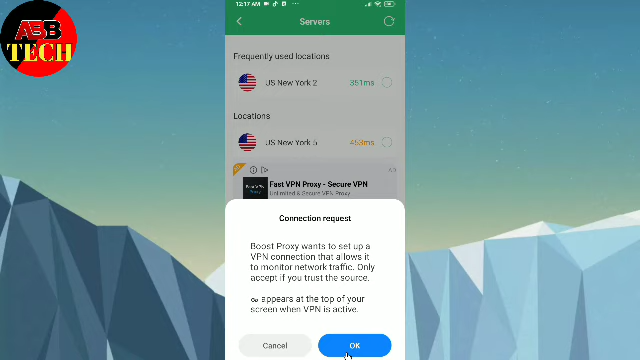 ABB
TECH
12:17 AM
Servers
Frequently used locations
US New York 2 351ms
Locations
US New York 5 453ms
AD
Fast VPN Proxy - Secure VPN
Unlimited & Secure VPN Proxy
Connection request
Boost Proxy wants to set up a
VPN connection that allows it
to monitor network traffic. Only
accept if you trust the source.
appears at the top of your
screen when VPN is active.
Cancel OK